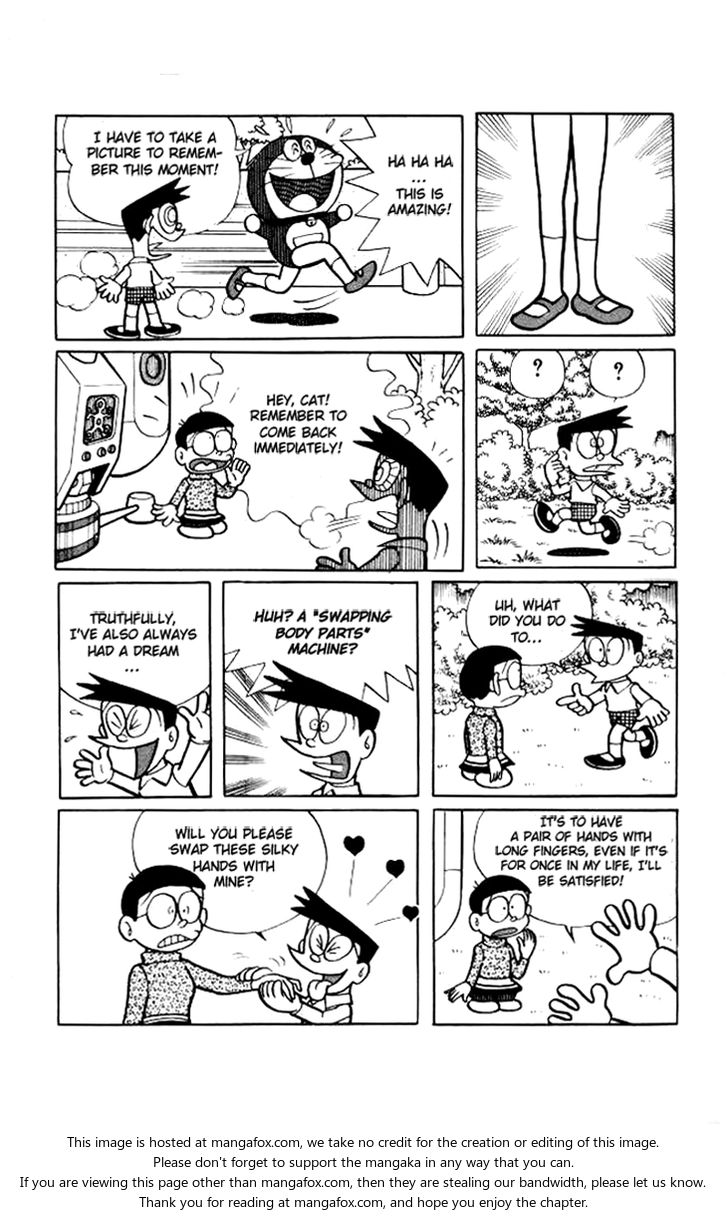 I HAVE TO TAKE A
PICTURE TO REMEM-
BER THIS MOMENT!
HA HA HA
...
THIS IS
AMAZING!
HEY, CAT!
REMEMBER TO
COME BACK
IMMEDIATELY!
?
?
TRUTHFULLY,
I'VE ALSO ALWAYS
HAD A DREAM
...
HUH? A "SWAPPING
BODY PARTS"
MACHINE?
UH, WHAT
DID YOU DO
TO...
WILL YOU PLEASE
SWAP THESE SILKY
HANDS WITH
MINE?
IT'S TO HAVE
A PAIR OF HANDS WITH
LONG FINGERS, EVEN IF IT'S
FOR ONCE IN MY LIFE, I'LL
BE SATISFIED!
This image is hosted at mangafox.com, we take no credit for the creation or editing of this image.
Please don't forget to support the mangaka in any way that you can.
If you are viewing this page other than mangafox.com, then they are stealing our bandwidth, please let us know.
Thank you for reading at mangafox.com, and hope you enjoy the chapter.